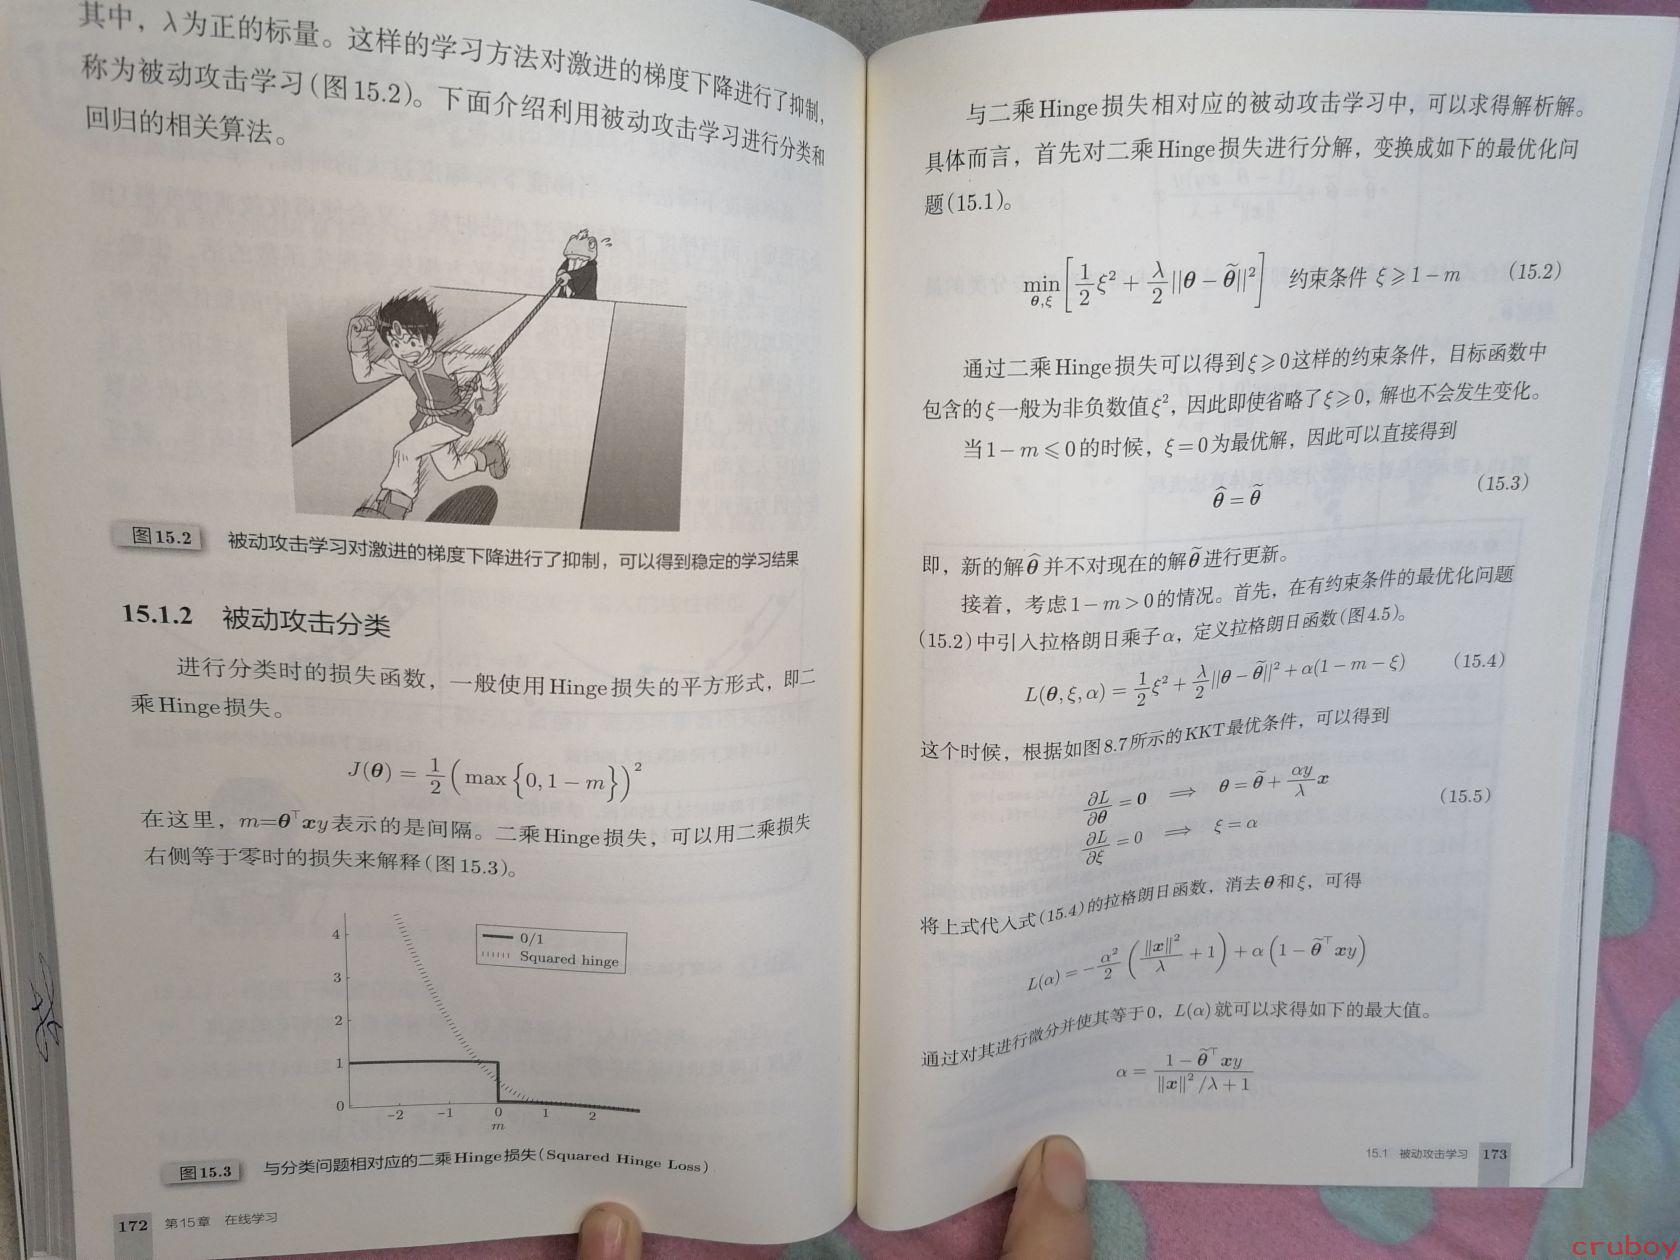 其中，λ为正的标量。这样的学习方法对激进的梯度下降进行了抑制，
称为被动攻击学习(图15.2)。下面介绍利用被动攻击学习进行分类和
回归的相关算法。
图15.2 被动攻击学习对激进的梯度下降进行了抑制，可以得到稳定的学习结果
15.1.2 被动攻击分类
进行分类时的损失函数，一般使用Hinge损失的平方形式，即二
乘Hinge损失。
J(θ) = 1/2 (max{0, 1 − m})²
在这里，m=θ⊤xy表示的是间隔。二乘Hinge损失，可以用二乘损失
右侧等于零时的损失来解释(图15.3)。
0/1
Squared hinge
4
3
2
1
0
−2 −1 0 1 2
m
图15.3 与分类问题相对应的二乘Hinge损失(Squared Hinge Loss)
172 第15章 在线学习
与二乘Hinge损失相对应的被动攻击学习中，可以求得解析解。
具体而言，首先对二乘Hinge损失进行分解，变换成如下的最优化问
题(15.1)。
min θ,ξ [1/2 ξ² + λ/2 ||θ − θ̃||²] 约束条件 ξ ⩾ 1 − m (15.2)
通过二乘Hinge损失可以得到ξ⩾0这样的约束条件，目标函数中
包含的ξ一般为非负数值ξ²，因此即使省略了ξ⩾0，解也不会发生变化。
当1 − m ⩽ 0的时候，ξ = 0为最优解，因此可以直接得到
θ̂ = θ̃ (15.3)
即，新的解θ̂并不对现在的解θ̃进行更新。
接着，考虑1 − m > 0的情况。首先，在有约束条件的最优化问题
(15.2)中引入拉格朗日乘子α，定义拉格朗日函数(图4.5)。
L(θ, ξ, α) = 1/2 ξ² + λ/2 ||θ − θ̃||² + α(1 − m − ξ) (15.4)
这个时候，根据如图8.7所示的KKT最优条件，可以得到
∂L/∂θ = 0 ⟹ θ = θ̃ + αy/λ x
∂L/∂ξ = 0 ⟹ ξ = α (15.5)
将上式代入式(15.4)的拉格朗日函数，消去θ和ξ，可得
L(α) = −α²/2 (‖x‖²/λ + 1) + α(1 − θ̃⊤xy)
通过对其进行微分并使其等于0，L(α)就可以求得如下的最大值。
α = (1 − θ̃⊤xy)/(‖x‖²/λ + 1)
15.1 被动攻击学习 173
cruboy